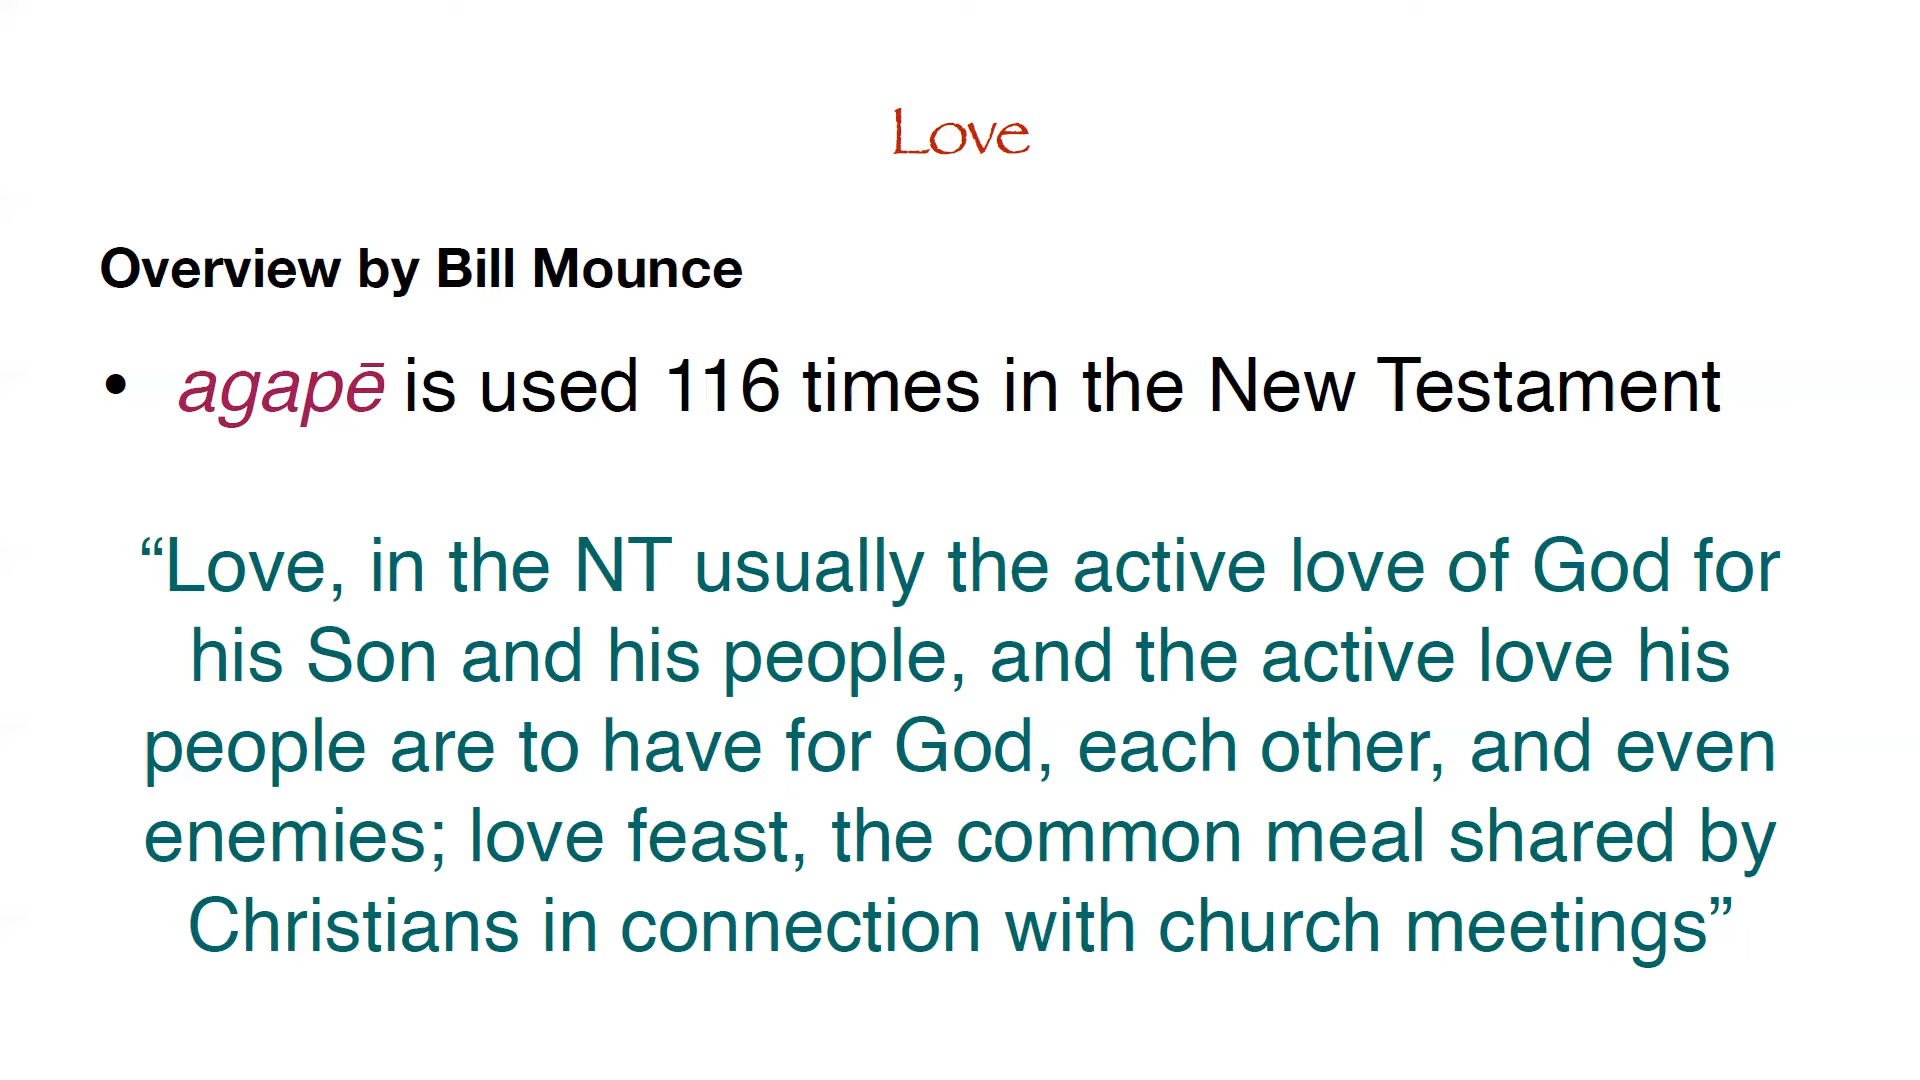 Love
Overview by Bill Mounce
• agapē is used 116 times in the New Testament
“Love, in the NT usually the active love of God for
his Son and his people, and the active love his
people are to have for God, each other, and even
enemies; love feast, the common meal shared by
Christians in connection with church meetings”